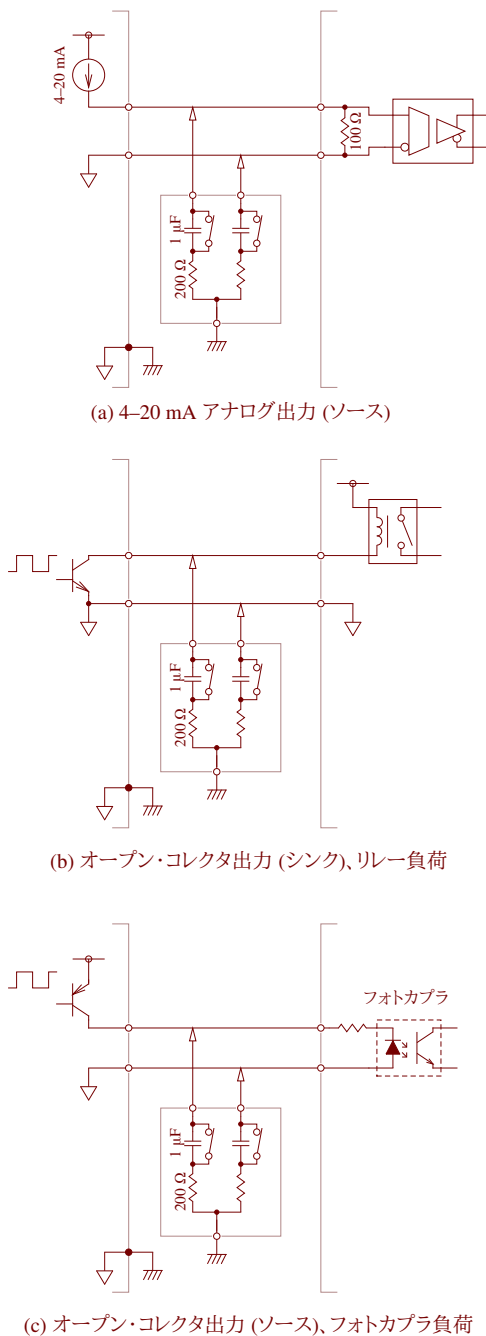 4–20 mA
100 Ω
1 μF
200 Ω
(a) 4–20 mA アナログ出力 (ソース)
1 μF
200 Ω
(b) オープン・コレクタ出力 (シンク)、リレー負荷
フォトカプラ
1 μF
200 Ω
(c) オープン・コレクタ出力 (ソース)、フォトカプラ負荷